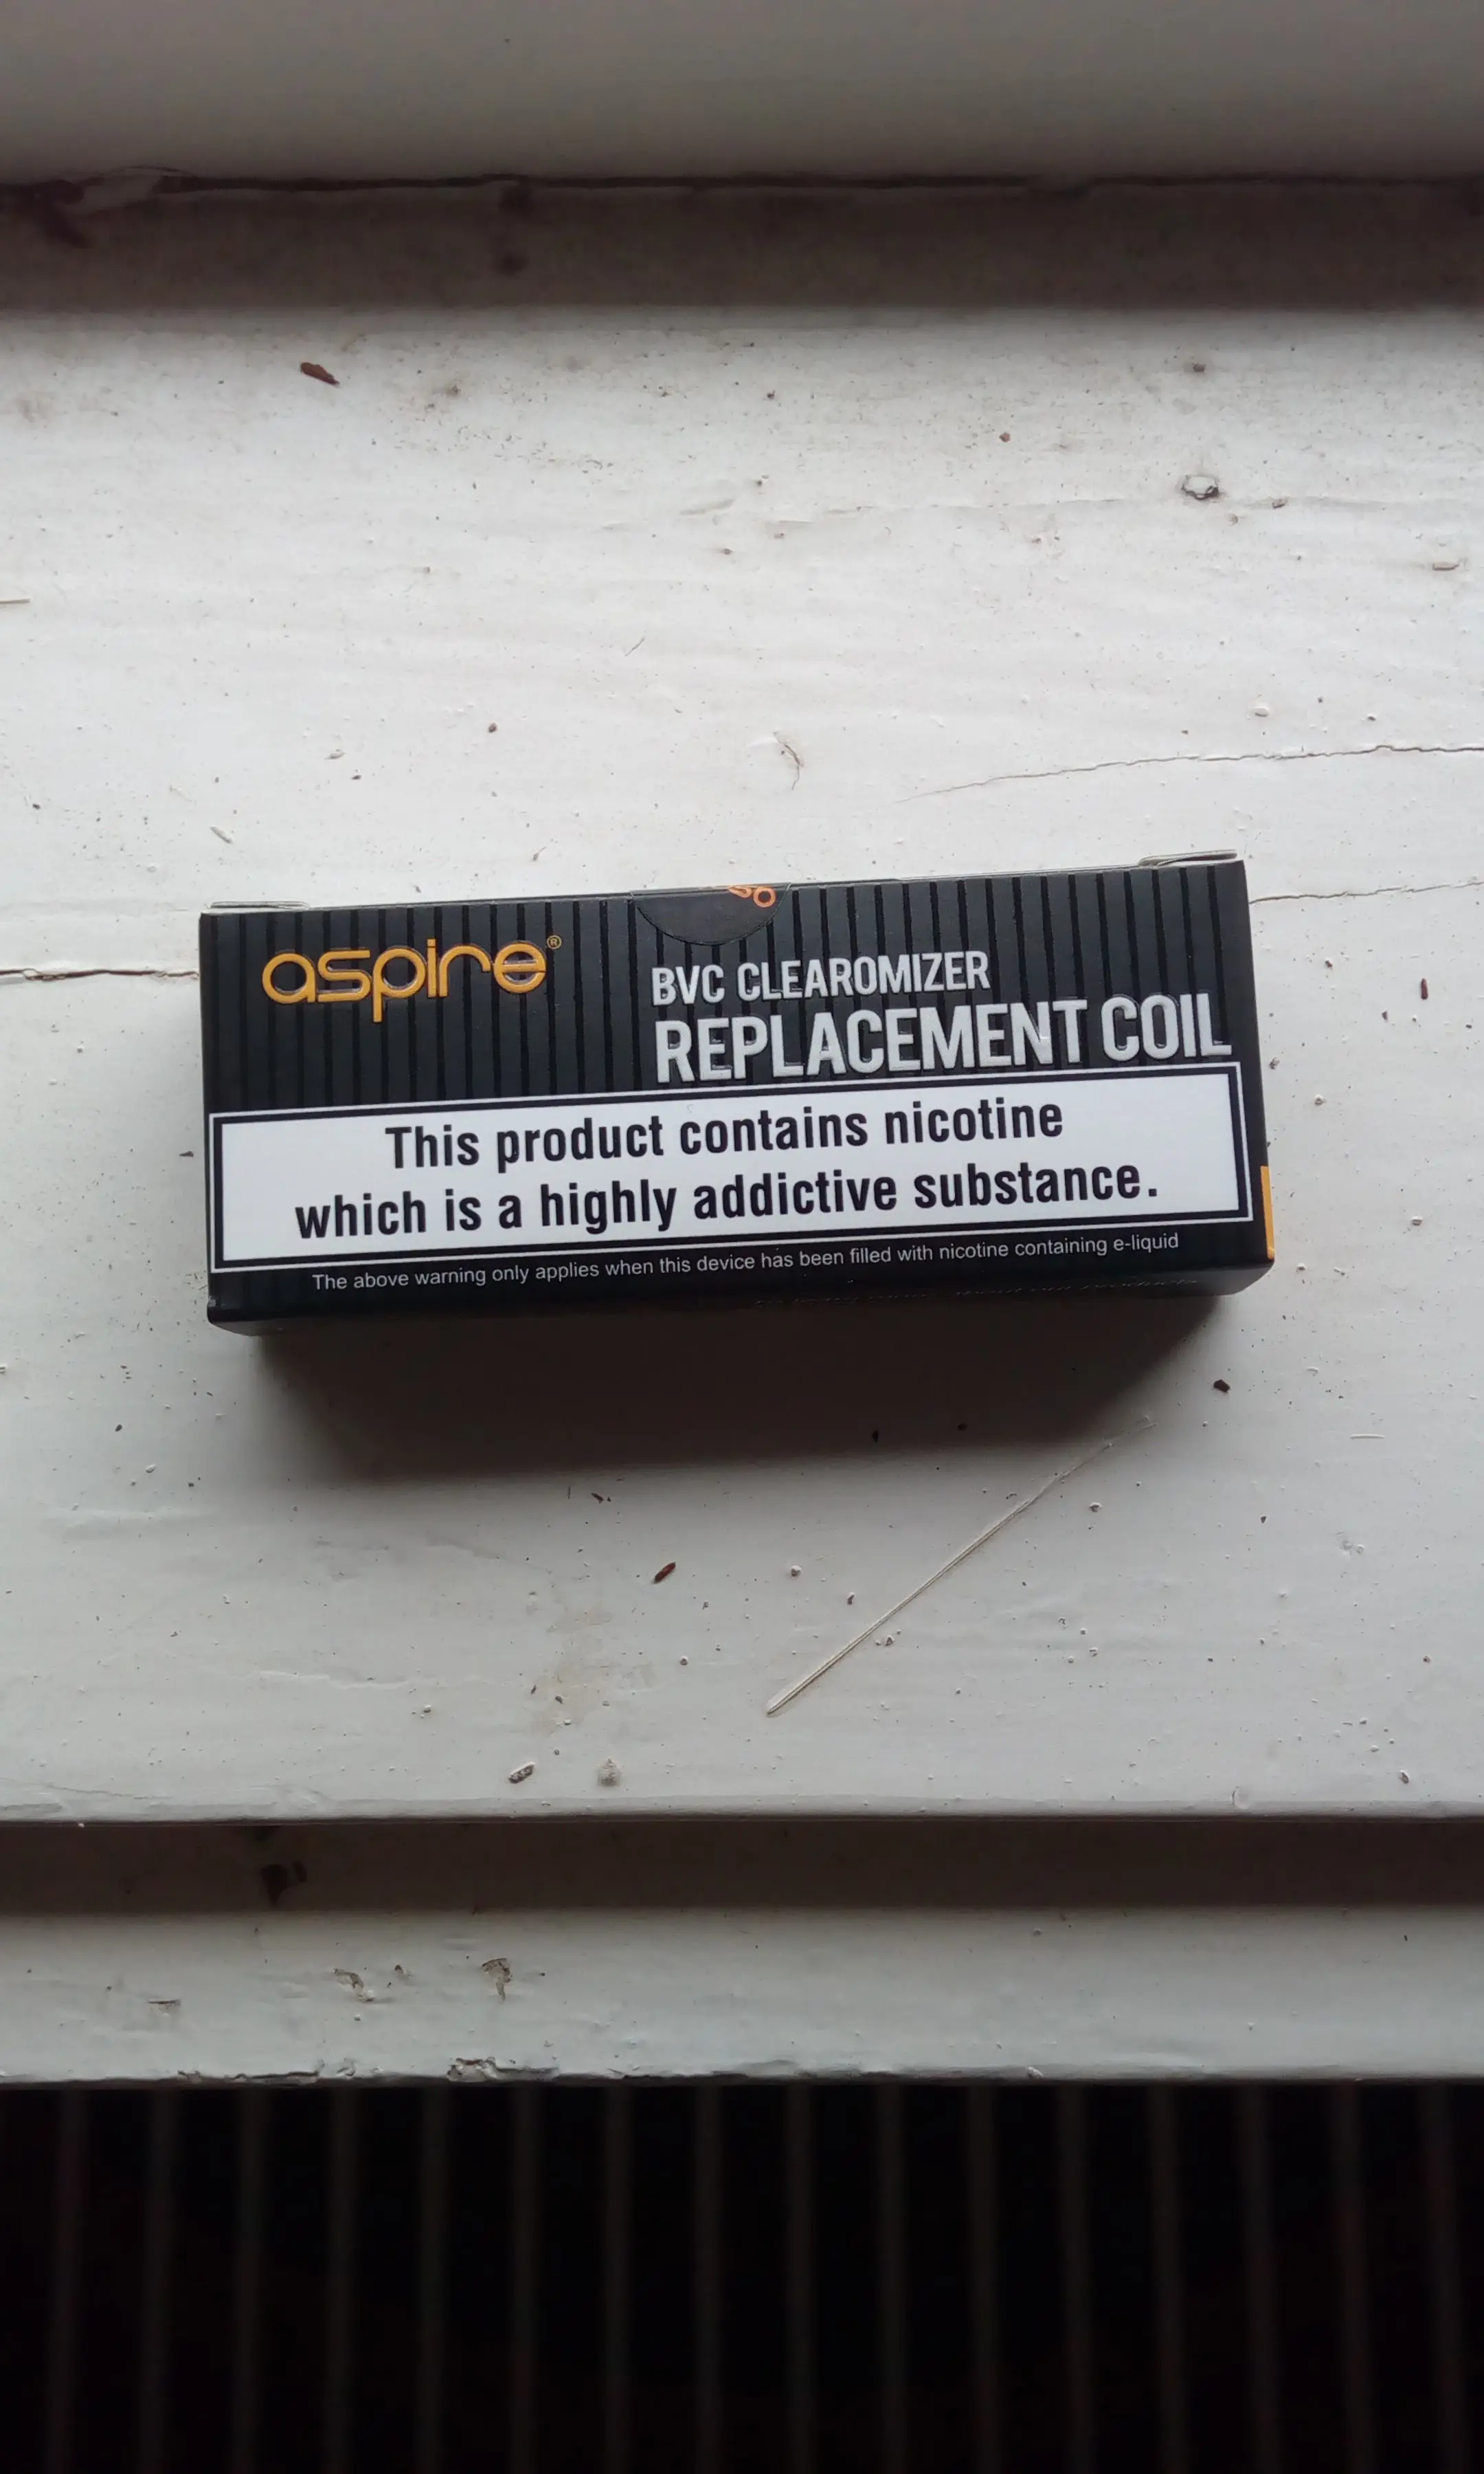 aspire®
BVC CLEAROMIZER
REPLACEMENT COIL
This product contains nicotine
which is a highly addictive substance.
The above warning only applies when this device has been filled with nicotine containing e-liquid